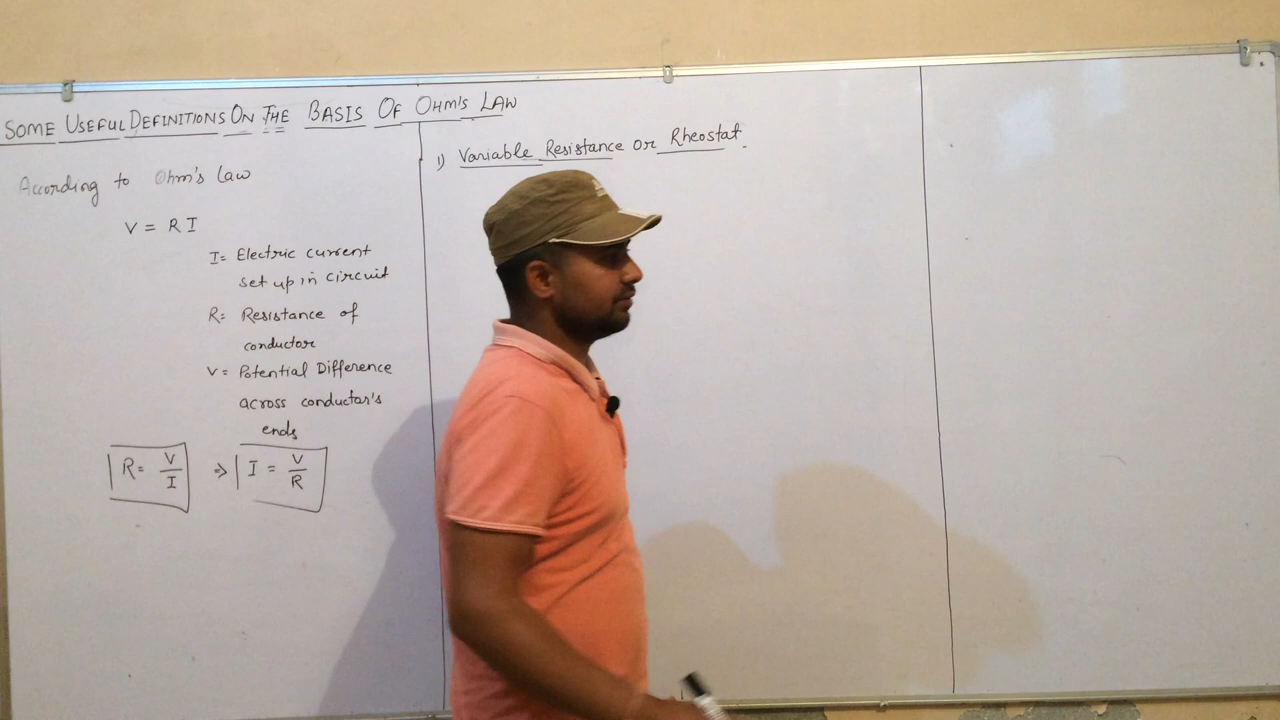 SOME USEFUL DEFINITIONS ON THE BASIS OF OHM'S LAW
According to Ohm's Law
V = R I
I = Electric current
set up in circuit
R = Resistance of
conductor
V = Potential Difference
across conductor's
ends
R = V/I ⇒ I = V/R
1) Variable Resistance or Rheostat.